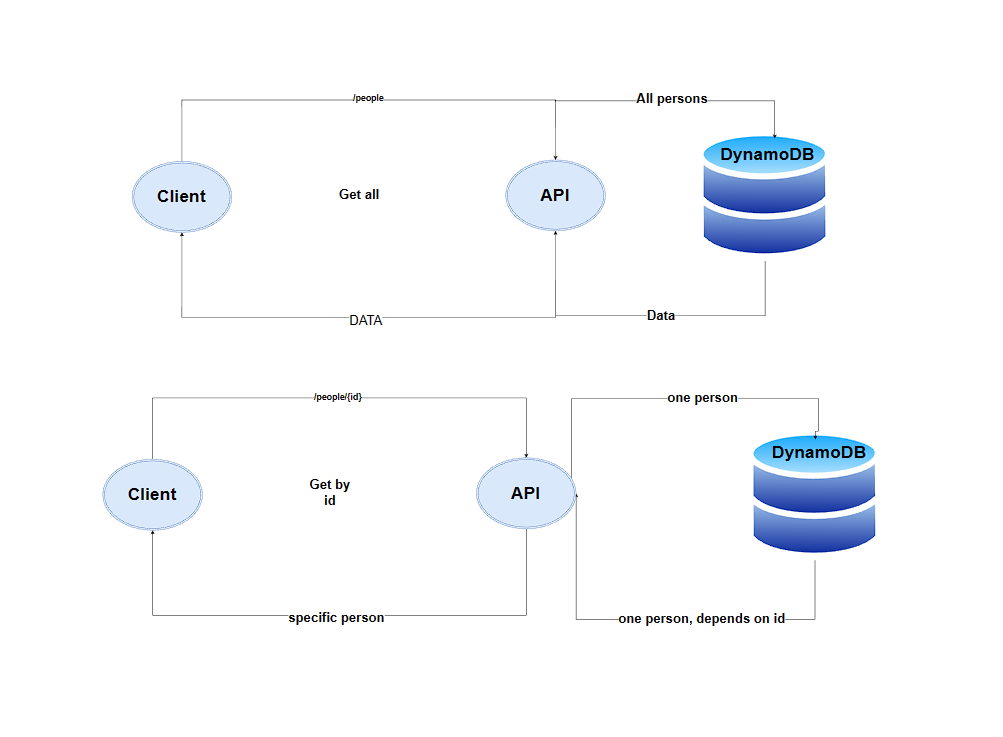 /people
All persons
DynamoDB
Client
Get all
API
DATA
Data
/people/{id}
one person
DynamoDB
Client
Get by
id
API
specific person
one person, depends on id